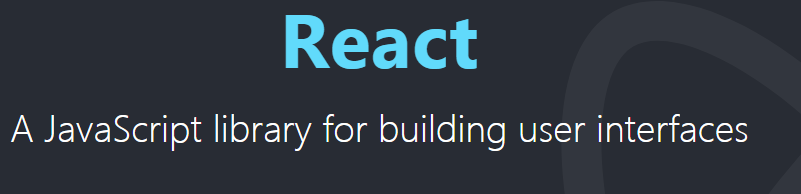 React
A JavaScript library for building user interfaces